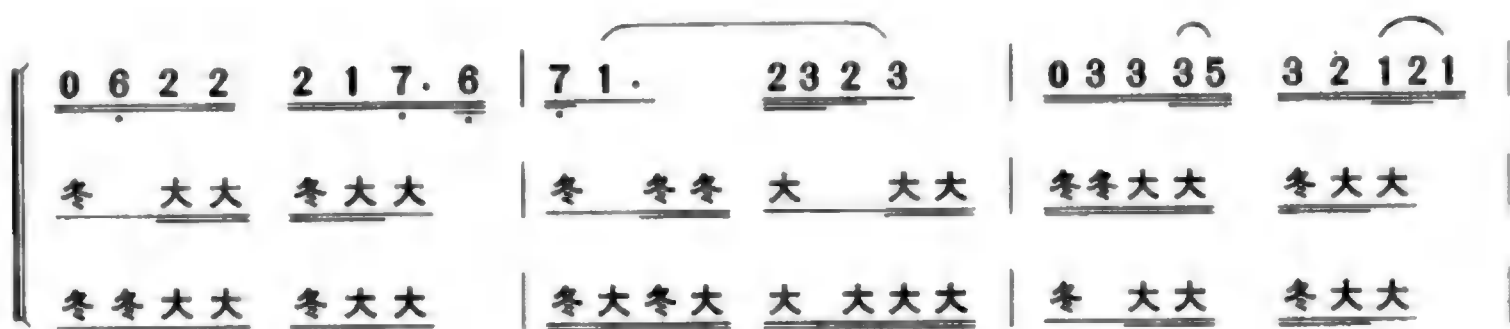 0 6 2 2 2 1 7. 6 | 7 1. 2 3 2 3 | 0 3 3 3 5 3 2 1 2 1 |
冬 大 大 冬 大 大 | 冬 冬 冬 大 大 大 | 冬 冬 大 大 冬 大 大 |
冬 冬 大 大 冬 大 大 | 冬 大 冬 大 大 大 大 大 | 冬 大 大 冬 大 大 |